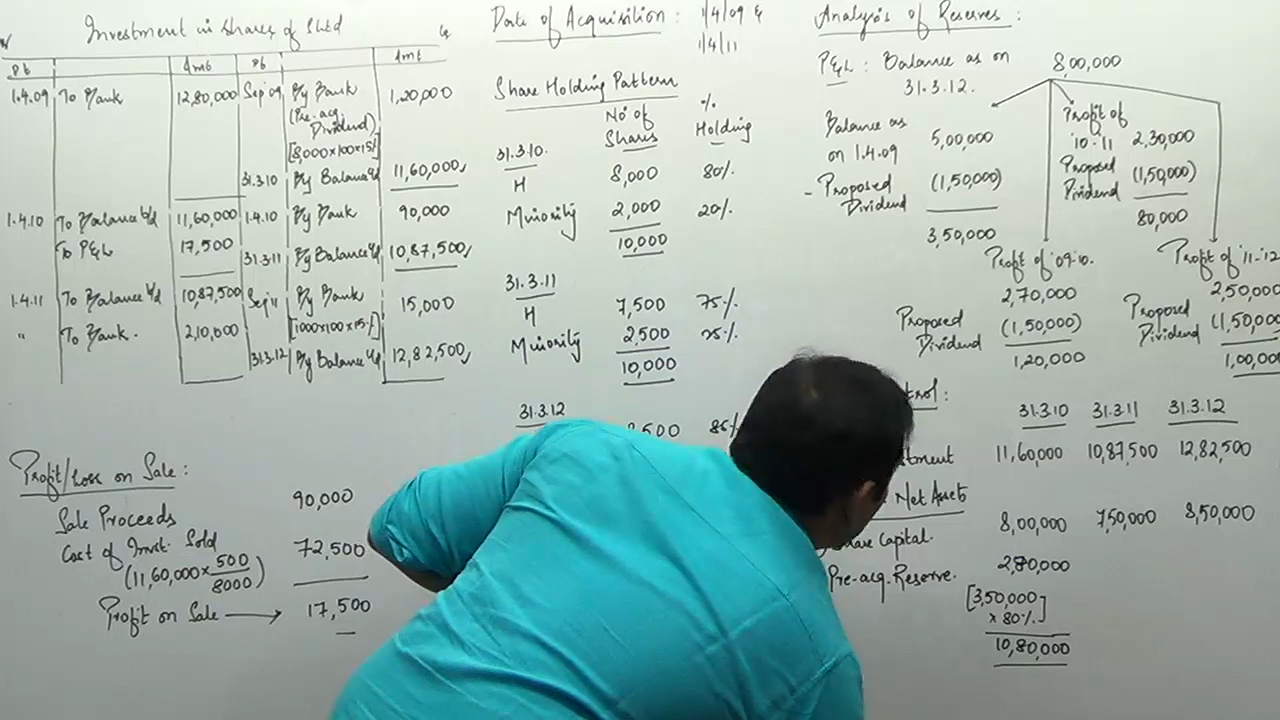 Investment in Shares of S Ltd
Dt Amt Dt Amt
1.4.09 To Bank 12,80,000 Sep'09 By Bank 1,20,000
(Pre-acq.
Dividend)
[8,000×100×15%]
31.3.10 By Balance c/d 11,60,000
1.4.10 To Balance b/d 11,60,000 1.4.10 By Bank 90,000
To P&L 17,500
31.3.11 By Balance c/d 10,87,500
1.4.11 To Balance b/d 10,87,500 Sep'11 By Bank 15,000
" To Bank. 2,10,000 [1000×100×15%]
31.3.12 By Balance c/d 12,82,500
Profit/Loss on Sale:
Sale Proceeds 90,000
Cost of Invst. Sold 72,500
(11,60,000 × 500/8000)
Profit on Sale → 17,500
Date of Acquisition: 1/4/09 &
1/4/11
Share Holding Pattern
No of Shares % Holding
31.3.10.
H 8,000 80%
Minority 2,000 20%
10,000
31.3.11
H 7,500 75%
Minority 2,500 25%
10,000
31.3.12
500 85%
Analysis of Reserves:
P&L: Balance as on 8,00,000
31.3.12.
Balance as 5,00,000
on 1.4.09
- Proposed (1,50,000)
Dividend
3,50,000
Profit of
'10-11 2,30,000
Proposed (1,50,000)
Dividend
80,000
Profit of '09-10.
2,70,000
Proposed (1,50,000)
Dividend
1,20,000
Profit of '11-'12
2,50,000
Proposed (1,50,000
Dividend
1,00,000
trol:
31.3.10 31.3.11 31.3.12
stment 11,60,000 10,87,500 12,82,500
Net Assets
Share Capital. 8,00,000 750,000 8,50,000
Pre-acq. Reserve. 2,80,000
[3,50,000
× 80%]
10,80,000